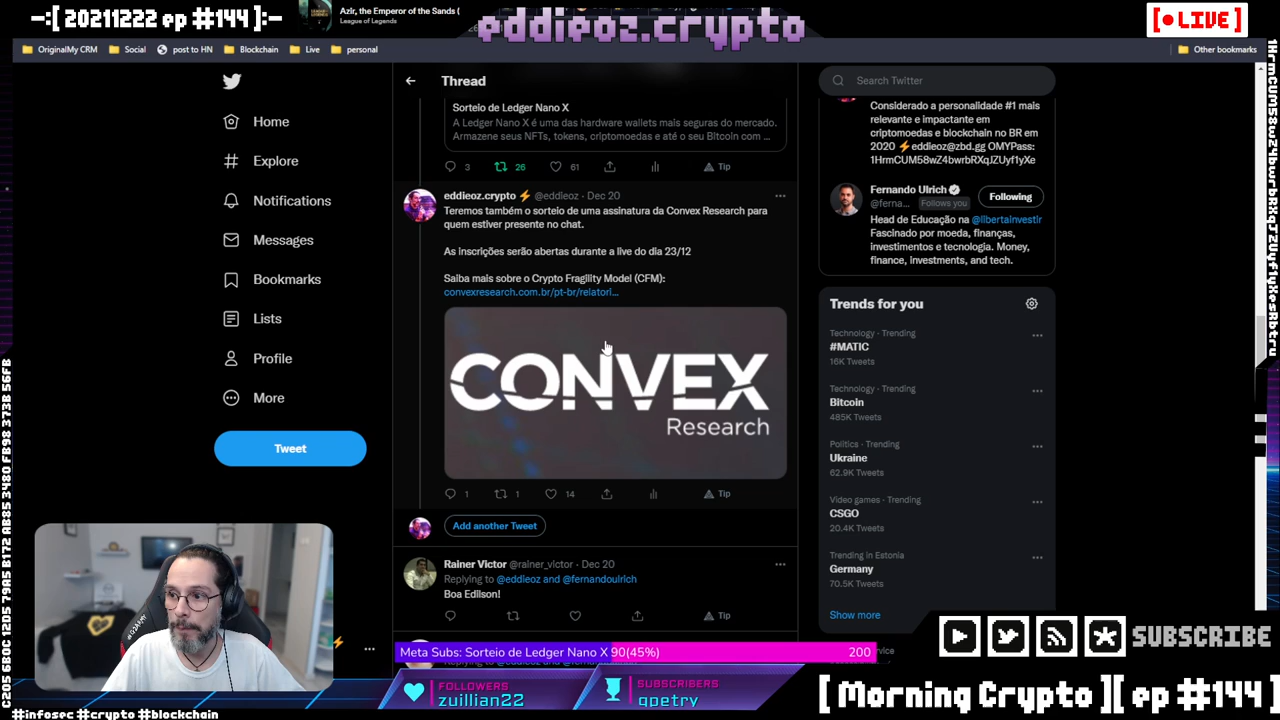 –:[ 20211222 ep #144 ]:–
Azir, the Emperor of the Sands (
League of Legends
eddieoz.crypto
[● LIVE ]
OriginalMy CRM
Social
post to HN
Blockchain
Live
personal
Other bookmarks
Home
Explore
Notifications
Messages
Bookmarks
Lists
Profile
More
Tweet
Thread
Sorteio de Ledger Nano X
A Ledger Nano X é uma das hardware wallets mais seguras do mercado.
Armazene seus NFTs, tokens, criptomoedas e até o seu Bitcoin com ...
3
26
61
Tip
eddieoz.crypto ⚡ @eddieoz · Dec 20
Teremos também o sorteio de uma assinatura da Convex Research para
quem estiver presente no chat.
As inscrições serão abertas durante a live do dia 23/12
Saiba mais sobre o Crypto Fragility Model (CFM):
convexresearch.com.br/pt-br/relatori...
CONVEX
Research
1
1
14
Tip
Add another Tweet
Rainer Victor @rainer_victor · Dec 20
Replying to @eddieoz and @fernandoulrich
Boa Edilson!
Tip
Search Twitter
Considerado a personalidade #1 mais
relevante e impactante em
criptomoedas e blockchain no BR em
2020 ⚡eddieoz@zbd.gg OMYPass:
1HrmCUM58wZ4bwrbRXqJZUyf1yXe
Fernando Ulrich
@ferna... Follows you
Following
Head de Educação na @libertainvestir
Fascinado por moeda, finanças,
investimentos e tecnologia. Money,
finance, investments, and tech.
Trends for you
Technology · Trending
#MATIC
16K Tweets
Technology · Trending
Bitcoin
485K Tweets
Politics · Trending
Ukraine
62.9K Tweets
Video games · Trending
CSGO
20.4K Tweets
Trending in Estonia
Germany
70.5K Tweets
Show more
SUBSCRIBE
Meta Subs: Sorteio de Ledger Nano X 90(45%)
200
FOLLOWERS
zuillian22
SUBSCRIBERS
qpetry
[ Morning Crypto ][ ep #144 ]
#infosec #crypto #blockchain